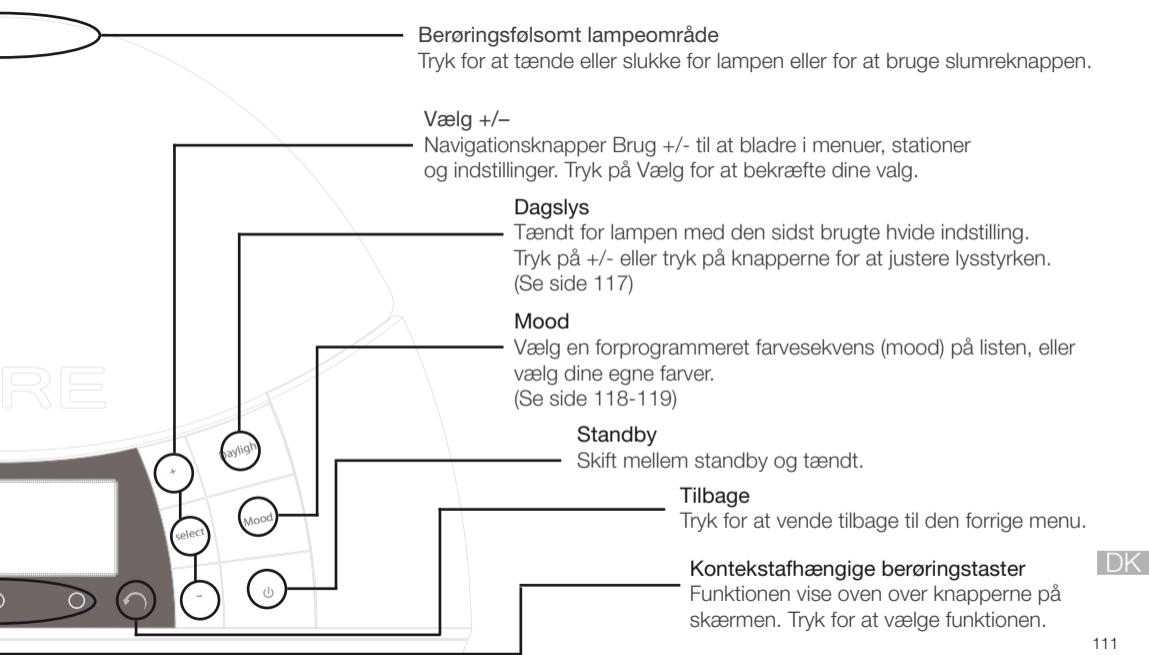 Berøringsfølsomt lampeområde
Tryk for at tænde eller slukke for lampen eller for at bruge slumreknappen.
Vælg +/–
Navigationsknapper Brug +/- til at bladre i menuer, stationer
og indstillinger. Tryk på Vælg for at bekræfte dine valg.
Dagslys
Tændt for lampen med den sidst brugte hvide indstilling.
Tryk på +/- eller tryk på knapperne for at justere lysstyrken.
(Se side 117)
Mood
Vælg en forprogrammeret farvesekvens (mood) på listen, eller
vælg dine egne farver.
(Se side 118-119)
RE
Standby
Skift mellem standby og tændt.
Dayligh
+
Mood
select
–
Tilbage
Tryk for at vende tilbage til den forrige menu.
Kontekstafhængige berøringstaster
Funktionen vise oven over knapperne på
skærmen. Tryk for at vælge funktionen.
DK
111